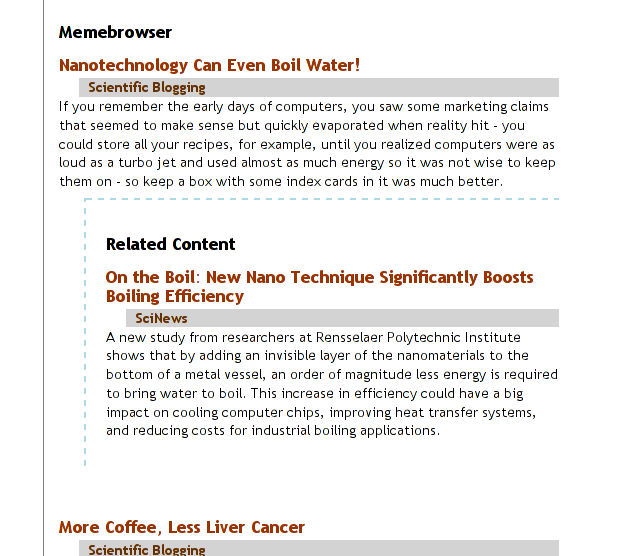 Memebrowser
Nanotechnology Can Even Boil Water!
Scientific Blogging
If you remember the early days of computers, you saw some marketing claims
that seemed to make sense but quickly evaporated when reality hit - you
could store all your recipes, for example, until you realized computers were as
loud as a turbo jet and used almost as much energy so it was not wise to keep
them on - so keep a box with some index cards in it was much better.
Related Content
On the Boil: New Nano Technique Significantly Boosts
Boiling Efficiency
SciNews
A new study from researchers at Rensselaer Polytechnic Institute
shows that by adding an invisible layer of the nanomaterials to the
bottom of a metal vessel, an order of magnitude less energy is required
to bring water to boil. This increase in efficiency could have a big
impact on cooling computer chips, improving heat transfer systems,
and reducing costs for industrial boiling applications.
More Coffee, Less Liver Cancer
Scientific Blogging